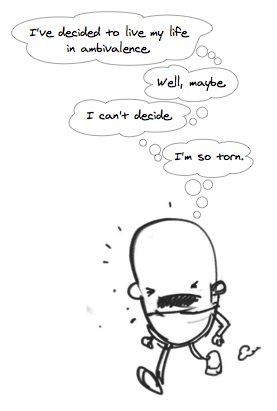 I've decided to live my life
in ambivalence.
Well, maybe.
I can't decide.
I'm so torn.